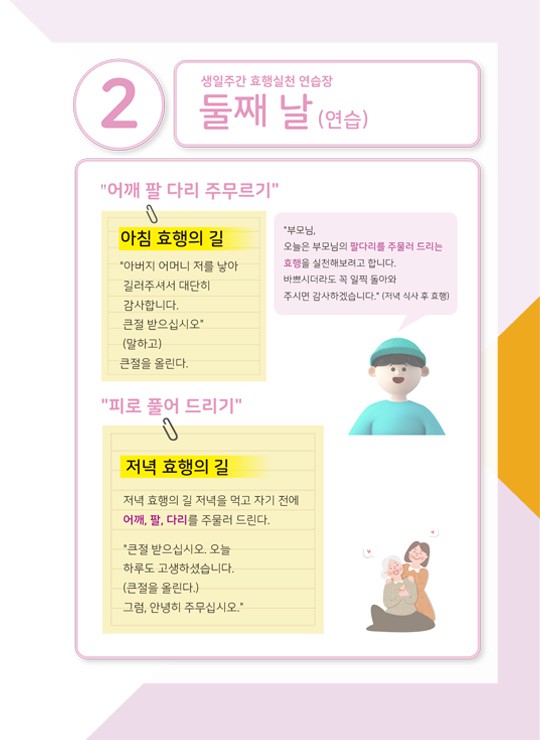 2
생일주간 효행실천 연습장
둘째 날 (연습)
"어깨 팔 다리 주무르기"
아침 효행의 길
"아버지 어머니 저를 낳아
길러주셔서 대단히
감사합니다.
큰절 받으십시오"
(말하고)
큰절을 올린다.
"부모님,
오늘은 부모님의 팔다리를 주물러 드리는
효행을 실천해보려고 합니다.
바쁘시더라도 꼭 일찍 돌아와
주시면 감사하겠습니다." (저녁 식사 후 효행)
"피로 풀어 드리기"
저녁 효행의 길
저녁 효행의 길 저녁을 먹고 자기 전에
어깨, 팔, 다리를 주물러 드린다.
"큰절 받으십시오. 오늘
하루도 고생하셨습니다.
(큰절을 올린다.)
그럼, 안녕히 주무십시오."